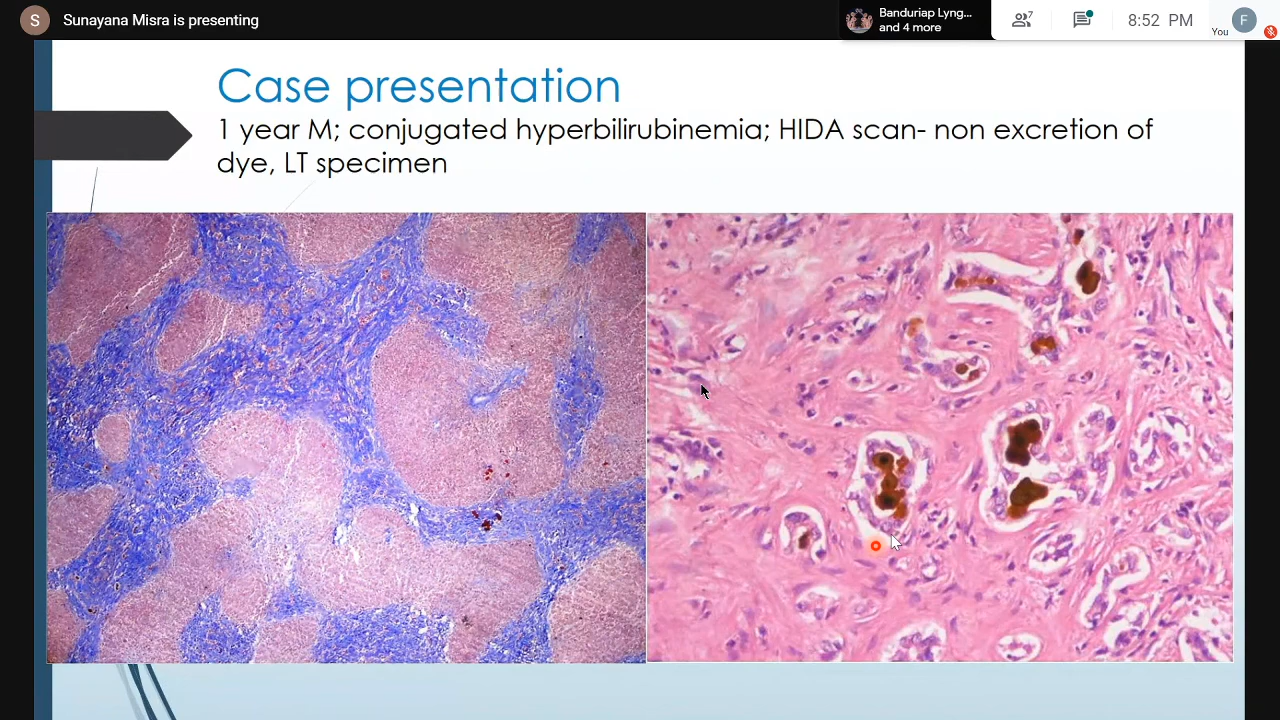 S Sunayana Misra is presenting
Banduriap Lyng...
and 4 more
7
8:52 PM
You
F
Case presentation
1 year M; conjugated hyperbilirubinemia; HIDA scan- non excretion of
dye, LT specimen